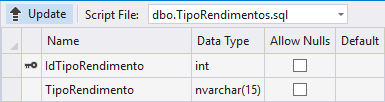 Update Script File: dbo.TipoRendimentos.sql
Name Data Type Allow Nulls Default
IdTipoRendimento int
TipoRendimento nvarchar(15)